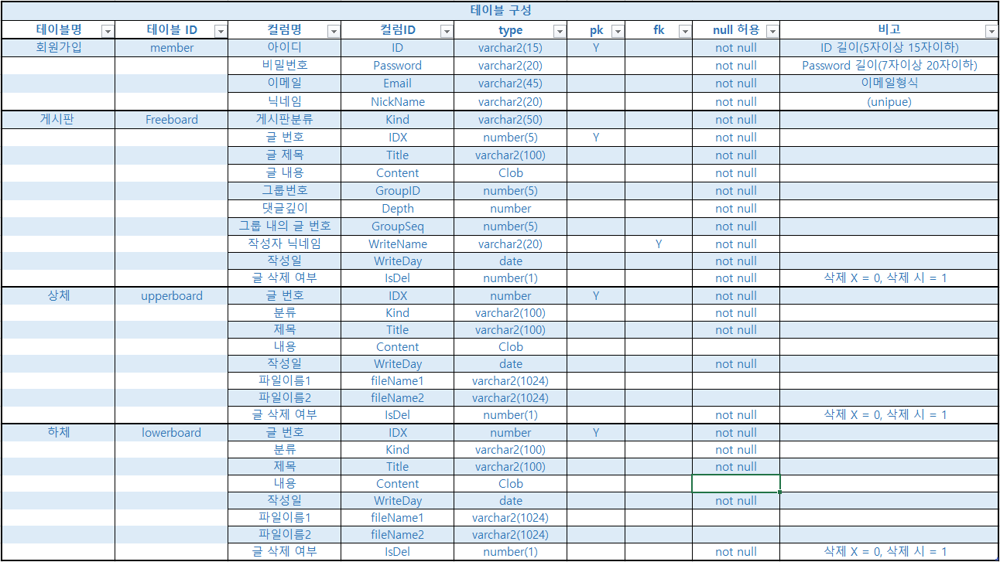 테이블 구성
테이블명 테이블 ID 컬럼명 컬럼ID type pk fk null 허용 비고
회원가입 member 아이디 ID varchar2(15) Y not null ID 길이(5자이상 15자이하)
비밀번호 Password varchar2(20) not null Password 길이(7자이상 20자이하)
이메일 Email varchar2(45) not null 이메일형식
닉네임 NickName varchar2(20) not null (unipue)
게시판 Freeboard 게시판분류 Kind varchar2(50) not null
글 번호 IDX number(5) Y not null
글 제목 Title varchar2(100) not null
글 내용 Content Clob not null
그룹번호 GroupID number(5) not null
댓글깊이 Depth number not null
그룹 내의 글 번호 GroupSeq number(5) not null
작성자 닉네임 WriteName varchar2(20) Y not null
작성일 WriteDay date not null
글 삭제 여부 IsDel number(1) not null 삭제 X = 0, 삭제 시 = 1
상체 upperboard 글 번호 IDX number Y not null
분류 Kind varchar2(100) not null
제목 Title varchar2(100) not null
내용 Content Clob
작성일 WriteDay date not null
파일이름1 fileName1 varchar2(1024)
파일이름2 fileName2 varchar2(1024)
글 삭제 여부 IsDel number(1) not null 삭제 X = 0, 삭제 시 = 1
하체 lowerboard 글 번호 IDX number Y not null
분류 Kind varchar2(100) not null
제목 Title varchar2(100) not null
내용 Content Clob
작성일 WriteDay date not null
파일이름1 fileName1 varchar2(1024)
파일이름2 fileName2 varchar2(1024)
글 삭제 여부 IsDel number(1) not null 삭제 X = 0, 삭제 시 = 1